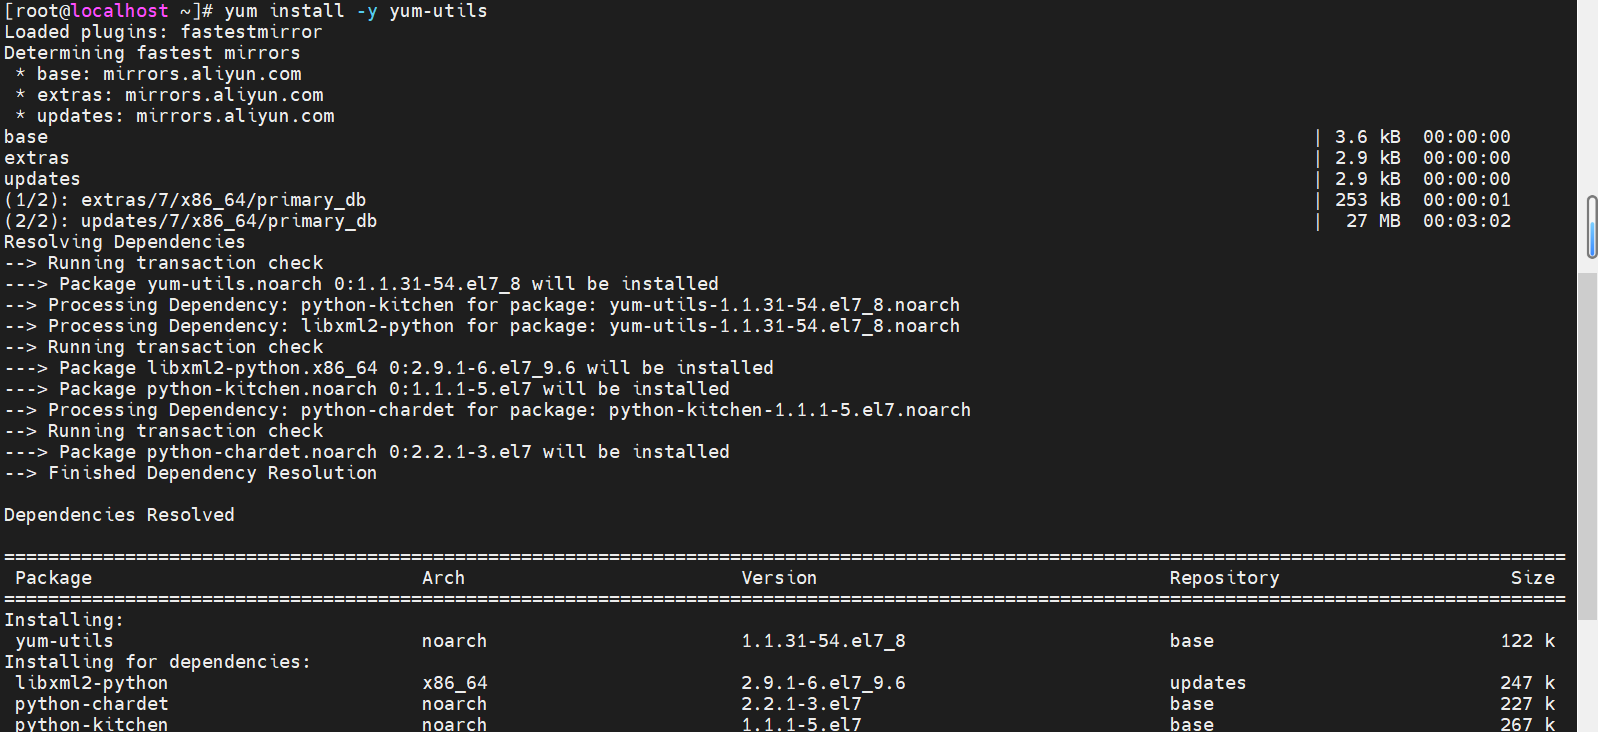 [root@localhost ~]# yum install -y yum-utils
Loaded plugins: fastestmirror
Determining fastest mirrors
 * base: mirrors.aliyun.com
 * extras: mirrors.aliyun.com
 * updates: mirrors.aliyun.com
base | 3.6 kB 00:00:00
extras | 2.9 kB 00:00:00
updates | 2.9 kB 00:00:00
(1/2): extras/7/x86_64/primary_db | 253 kB 00:00:01
(2/2): updates/7/x86_64/primary_db | 27 MB 00:03:02
Resolving Dependencies
--> Running transaction check
---> Package yum-utils.noarch 0:1.1.31-54.el7_8 will be installed
--> Processing Dependency: python-kitchen for package: yum-utils-1.1.31-54.el7_8.noarch
--> Processing Dependency: libxml2-python for package: yum-utils-1.1.31-54.el7_8.noarch
--> Running transaction check
---> Package libxml2-python.x86_64 0:2.9.1-6.el7_9.6 will be installed
---> Package python-kitchen.noarch 0:1.1.1-5.el7 will be installed
--> Processing Dependency: python-chardet for package: python-kitchen-1.1.1-5.el7.noarch
--> Running transaction check
---> Package python-chardet.noarch 0:2.2.1-3.el7 will be installed
--> Finished Dependency Resolution

Dependencies Resolved

================================================================================
 Package Arch Version Repository Size
================================================================================
Installing:
 yum-utils noarch 1.1.31-54.el7_8 base 122 k
Installing for dependencies:
 libxml2-python x86_64 2.9.1-6.el7_9.6 updates 247 k
 python-chardet noarch 2.2.1-3.el7 base 227 k
 python-kitchen noarch 1.1.1-5.el7 base 267 k